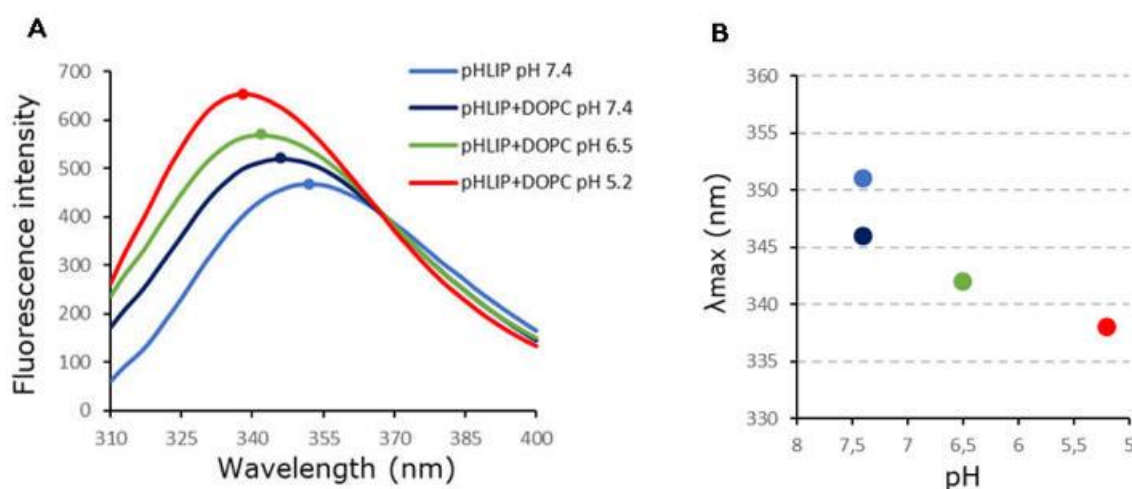 A
Fluorescence intensity
700
600
500
400
300
200
100
0
310 325 340 355 370 385 400
Wavelength (nm)
pHLIP pH 7.4
pHLIP+DOPC pH 7.4
pHLIP+DOPC pH 6.5
pHLIP+DOPC pH 5.2
B
λmax (nm)
360
355
350
345
340
335
330
8 7,5 7 6,5 6 5,5 5
pH